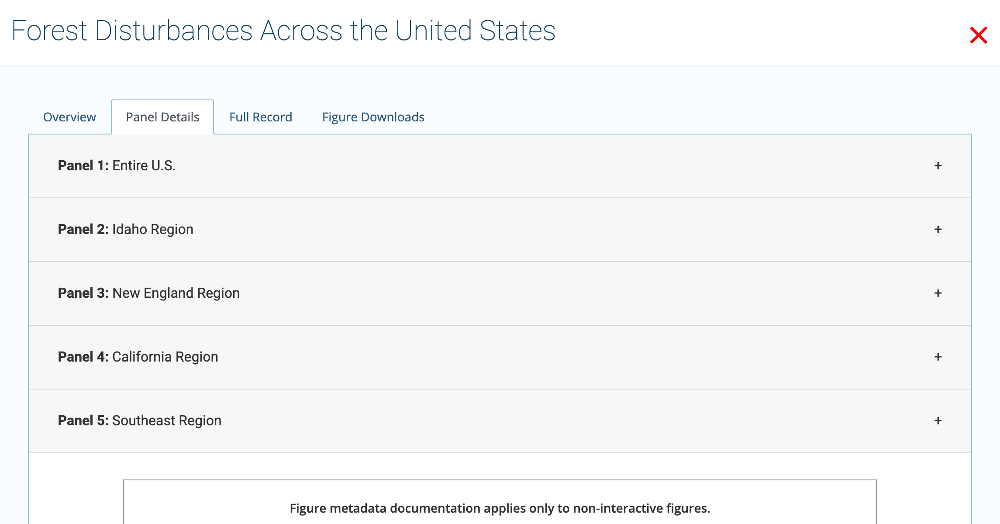 Forest Disturbances Across the United States
Overview
Panel Details
Full Record
Figure Downloads
Panel 1: Entire U.S.
+
Panel 2: Idaho Region
+
Panel 3: New England Region
+
Panel 4: California Region
+
Panel 5: Southeast Region
+
Figure metadata documentation applies only to non-interactive figures.